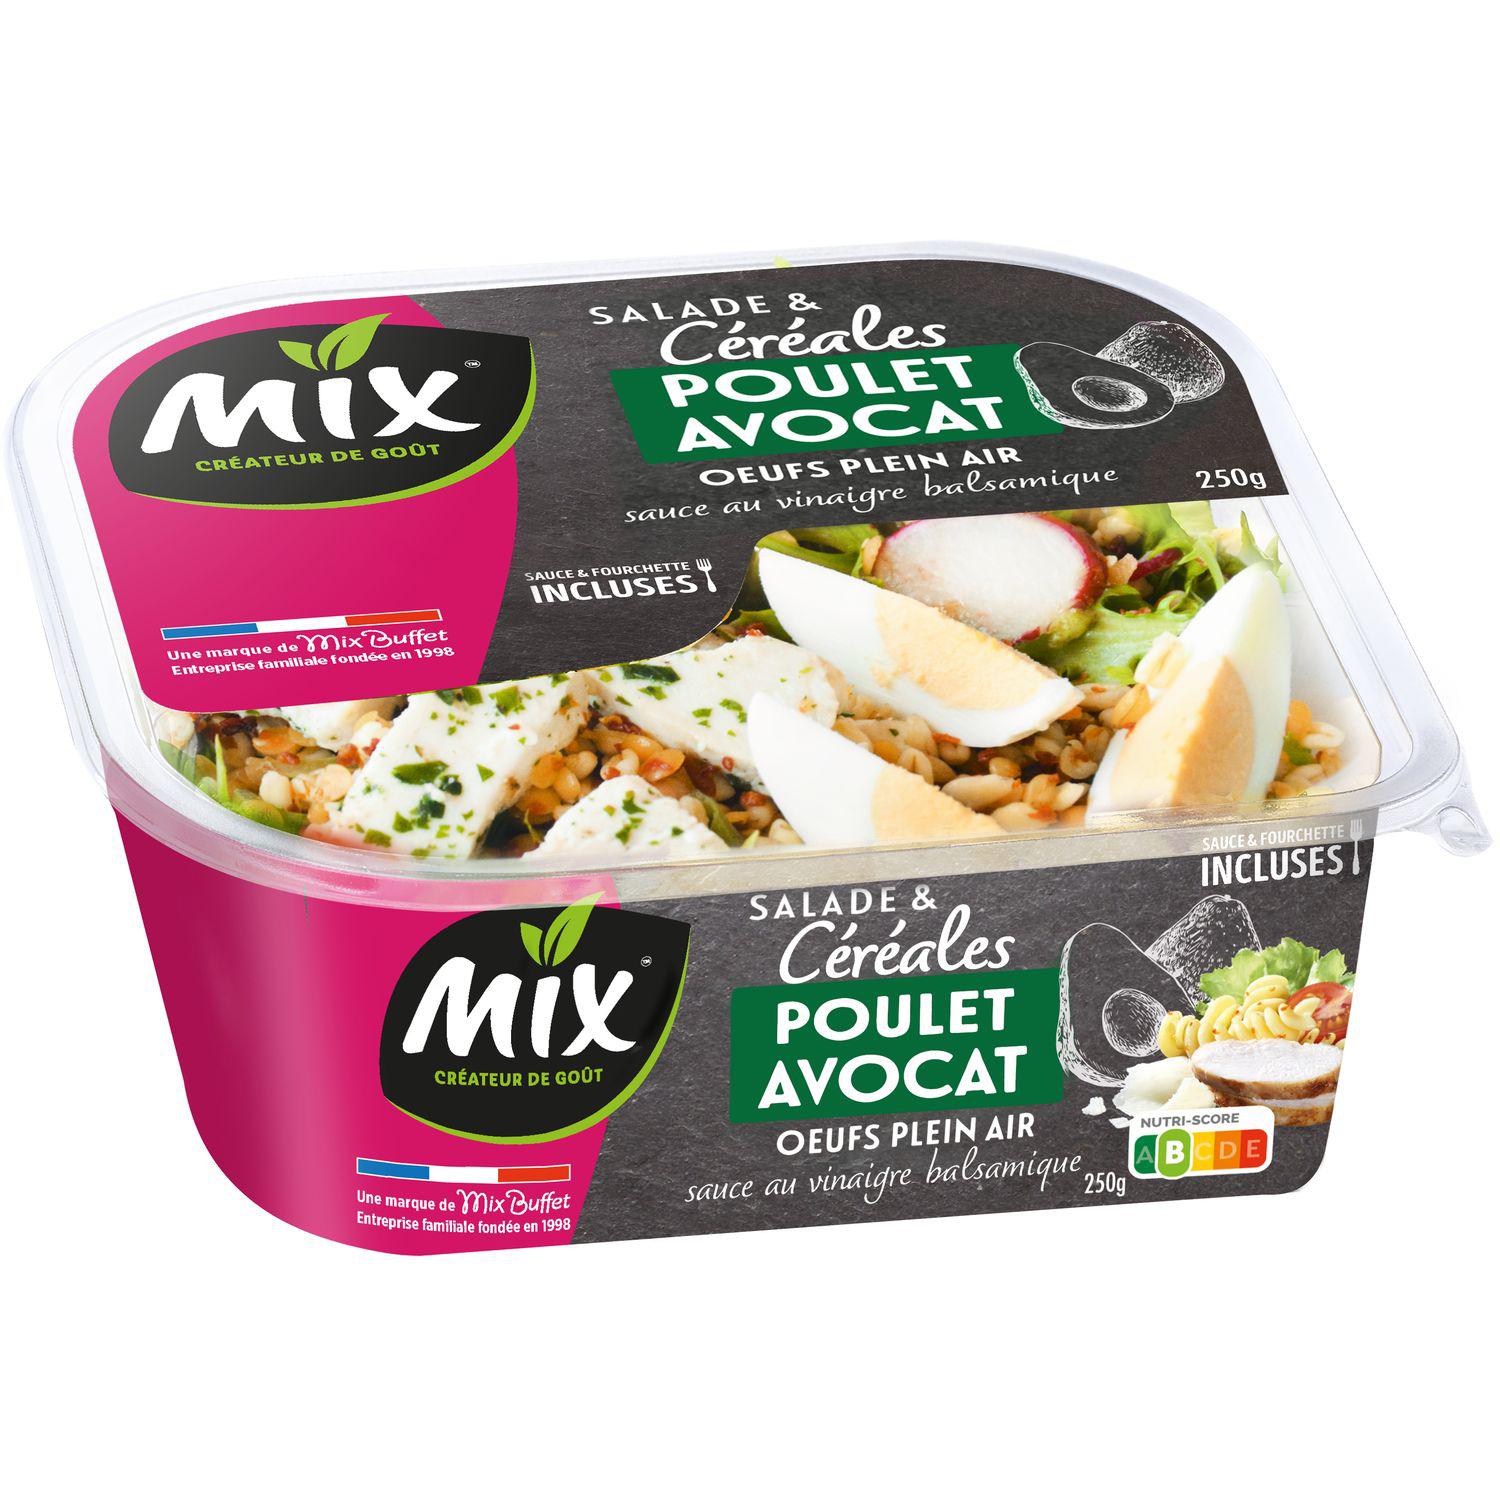 SALADE &
Céréales
POULET
AVOCAT
OEUFS PLEIN AIR
sauce au vinaigre balsamique
250g
MIX™
CRÉATEUR DE GOÛT
SAUCE & FOURCHETTE
INCLUSES
Une marque de Mix Buffet
Entreprise familiale fondée en 1998
SAUCE & FOURCHETTE
INCLUSES
SALADE &
Céréales
POULET
AVOCAT
OEUFS PLEIN AIR
sauce au vinaigre balsamique
250g
MIX™
CRÉATEUR DE GOÛT
Une marque de Mix Buffet
Entreprise familiale fondée en 1998
NUTRI-SCORE
A B C D E